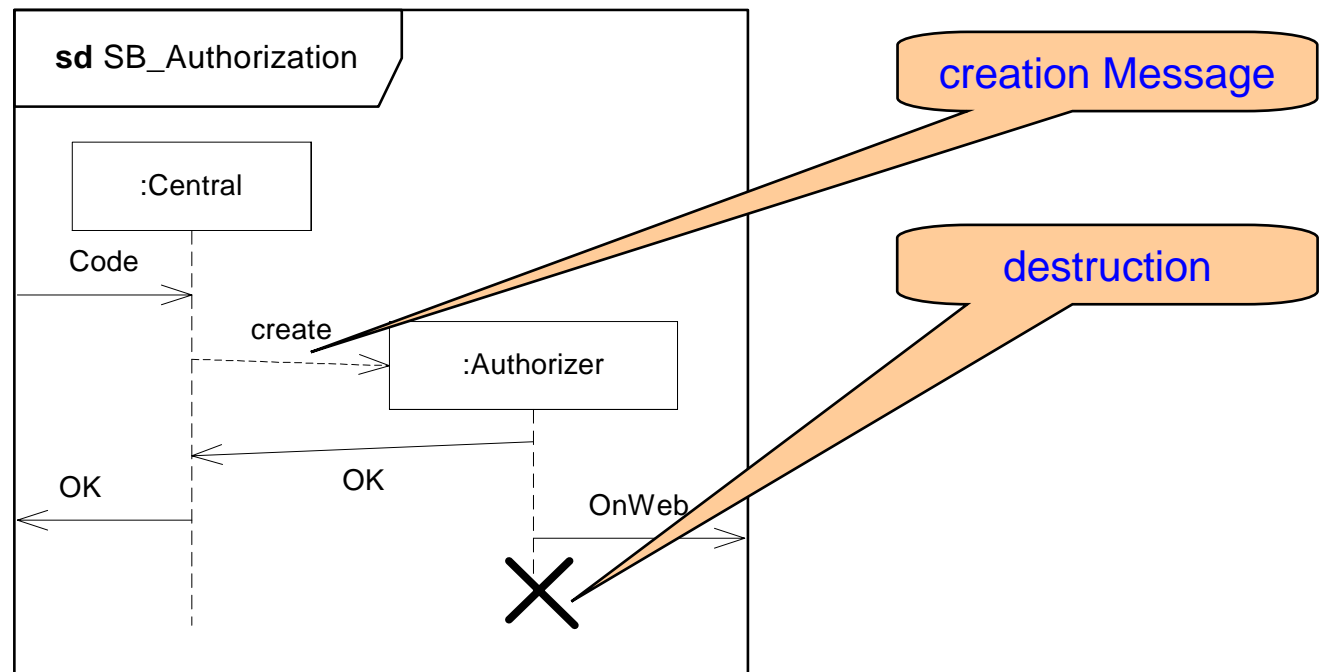 sd SB_Authorization
creation Message
:Central
destruction
Code
create
:Authorizer
OK
OK
OnWeb